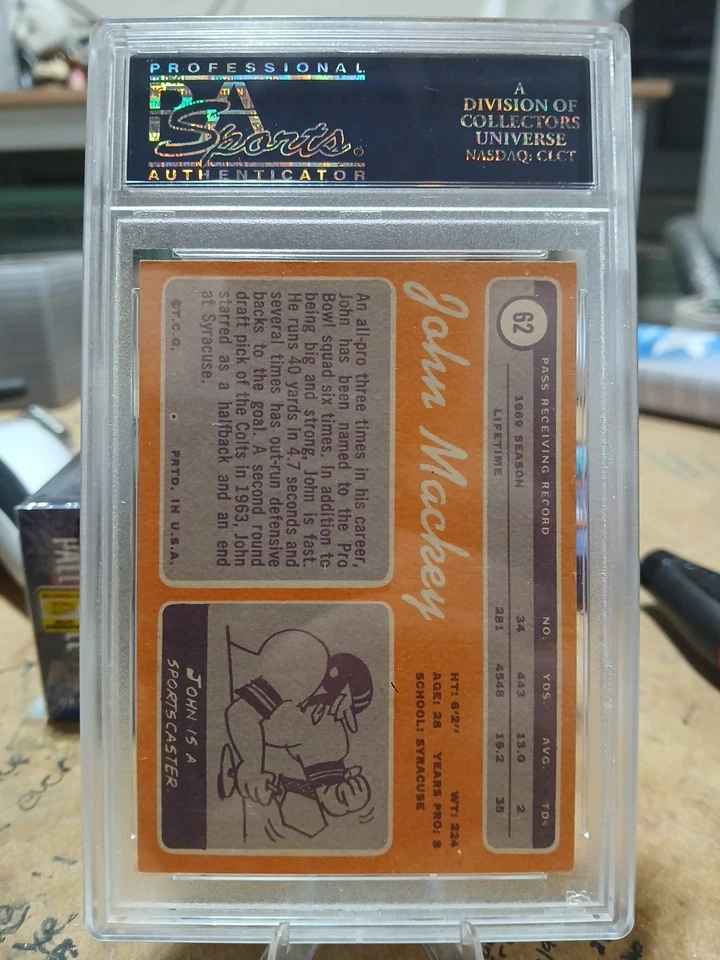 PROFESSIONAL
PSA
Sports®
AUTHENTICATOR
A
DIVISION OF
COLLECTORS
UNIVERSE
NASDAQ: CLCT
62
PASS RECEIVING RECORD NO. YDS. AVG. TDs
1969 SEASON 34 443 13.0 2
LIFETIME 281 4548 16.2 35
John Mackey
HT: 6'2" WT: 224
AGE: 28 YEARS PRO: 8
SCHOOL: SYRACUSE
An all-pro three times in his career,
John has been named to the Pro
Bowl squad six times. In addition to
being big and strong, John is fast.
He runs 40 yards in 4.7 seconds and
several times has out-run defensive
backs to the goal. A second round
draft pick of the Colts in 1963, John
starred as a halfback and an end
at Syracuse.
©T.C.G. PRTD. IN U.S.A.
JOHN IS A
SPORTSCASTER